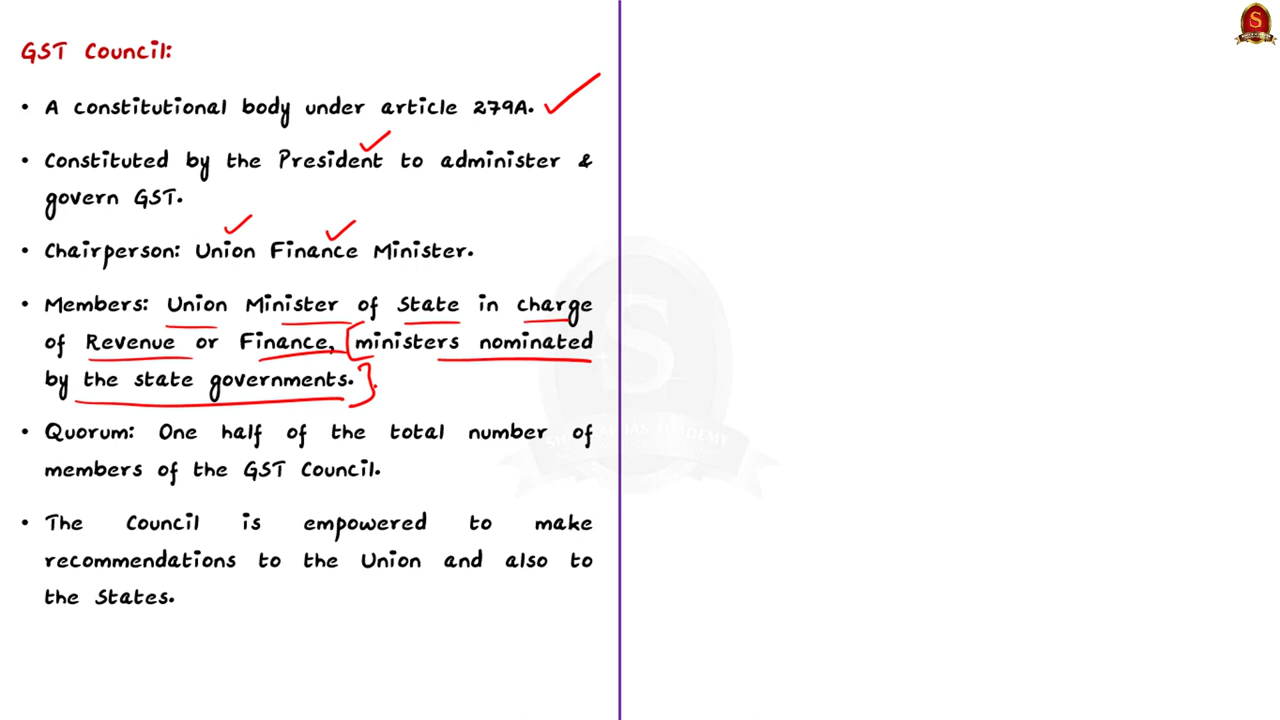 GST Council:
• A constitutional body under article 279A.
• Constituted by the President to administer &
govern GST.
• Chairperson: Union Finance Minister.
• Members: Union Minister of State in charge
of Revenue or Finance, ministers nominated
by the state governments.
• Quorum: One half of the total number of
members of the GST Council.
• The Council is empowered to make
recommendations to the Union and also to
the States.